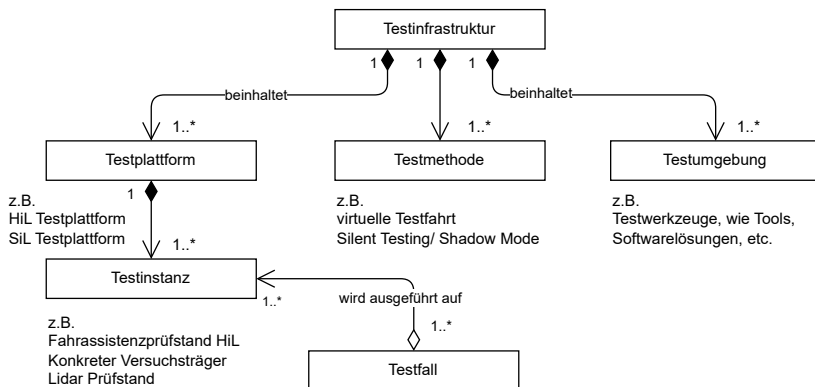 Testinfrastruktur
1
1
1
beinhaltet
beinhaltet
1..*
1..*
1..*
Testplattform
Testmethode
Testumgebung
1
z.B.
HiL Testplattform
SiL Testplattform
z.B.
virtuelle Testfahrt
Silent Testing/ Shadow Mode
z.B.
Testwerkzeuge, wie Tools,
Softwarelösungen, etc.
1..*
Testinstanz
1..*
wird ausgeführt auf
z.B.
Fahrassistenzprüfstand HiL
Konkreter Versuchsträger
Lidar Prüfstand
1..*
Testfall